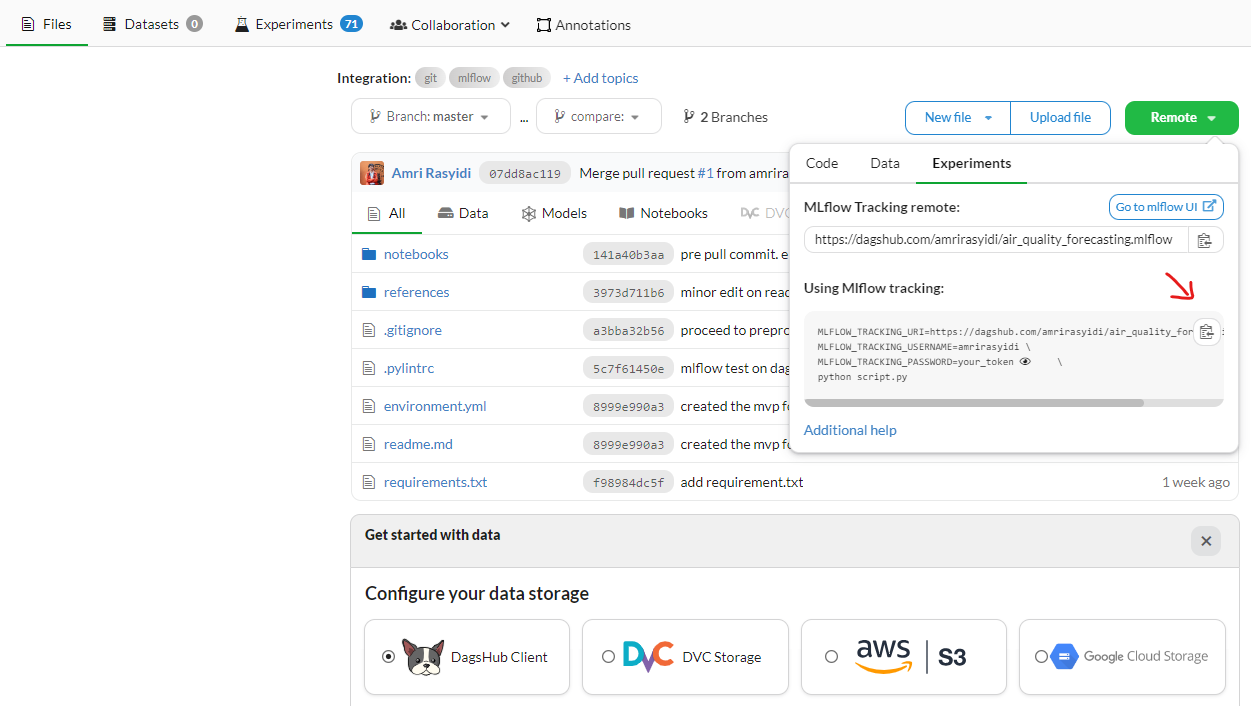 Files Datasets 0 Experiments 71 Collaboration Annotations
Integration: git mlflow github + Add topics
Branch: master ... compare: 2 Branches New file Upload file Remote
Amri Rasyidi 07dd8ac119 Merge pull request #1 from amrira
All Data Models Notebooks DVC DVC
notebooks 141a40b3aa pre pull commit. e
references 3973d711b6 minor edit on read
.gitignore a3bba32b56 proceed to prepro
.pylintrc 5c7f61450e mlflow test on dag
environment.yml 8999e990a3 created the mvp fo
readme.md 8999e990a3 created the mvp fo
requirements.txt f98984dc5f add requirement.txt 1 week ago
Code Data Experiments
MLflow Tracking remote: Go to mlflow UI
https://dagshub.com/amrirasyidi/air_quality_forecasting.mlflow
Using Mlflow tracking:
MLFLOW_TRACKING_URI=https://dagshub.com/amrirasyidi/air_quality_for
MLFLOW_TRACKING_USERNAME=amrirasyidi \
MLFLOW_TRACKING_PASSWORD=your_token \
python script.py
Additional help
Get started with data
Configure your data storage
DagsHub Client DVC DVC Storage aws S3 Google Cloud Storage